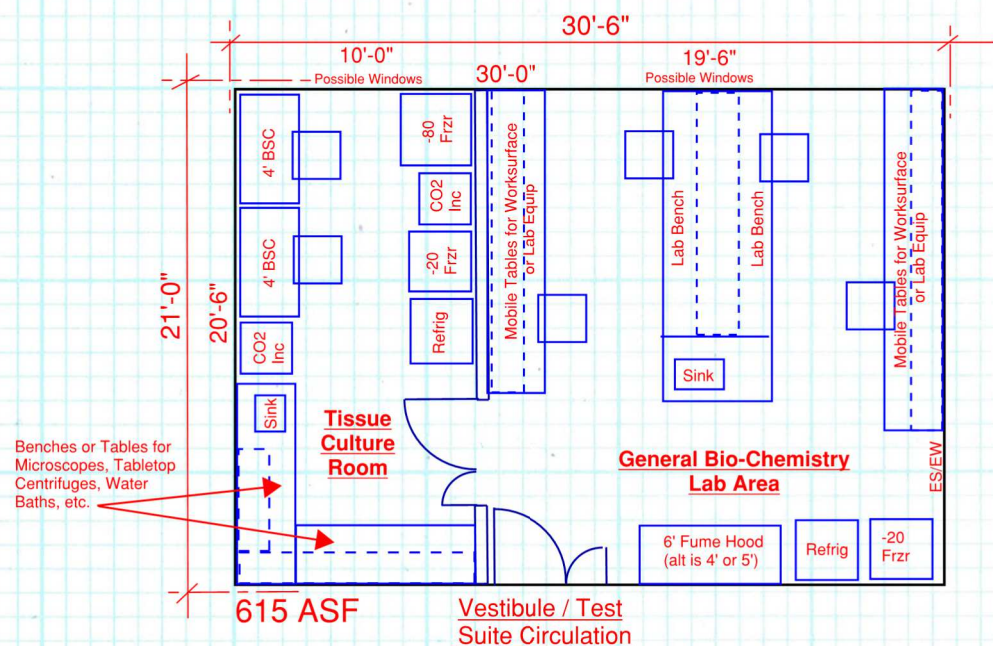 30'-6"
10'-0"
19'-6"
Possible Windows
30'-0"
Possible Windows
21'-0"
20'-6"
4' BSC
4' BSC
CO2
Inc
Sink
-80
Frzr
CO2
Inc
-20
Frzr
Refrig
Mobile Tables for Worksurface
or Lab Equip
Lab Bench
Lab Bench
Sink
Mobile Tables for Worksurface
or Lab Equip
Tissue
Culture
Room
General Bio-Chemistry
Lab Area
ES/EW
Benches or Tables for
Microscopes, Tabletop
Centrifuges, Water
Baths, etc.
6' Fume Hood
(alt is 4' or 5')
Refrig
-20
Frzr
615 ASF
Vestibule / Test
Suite Circulation